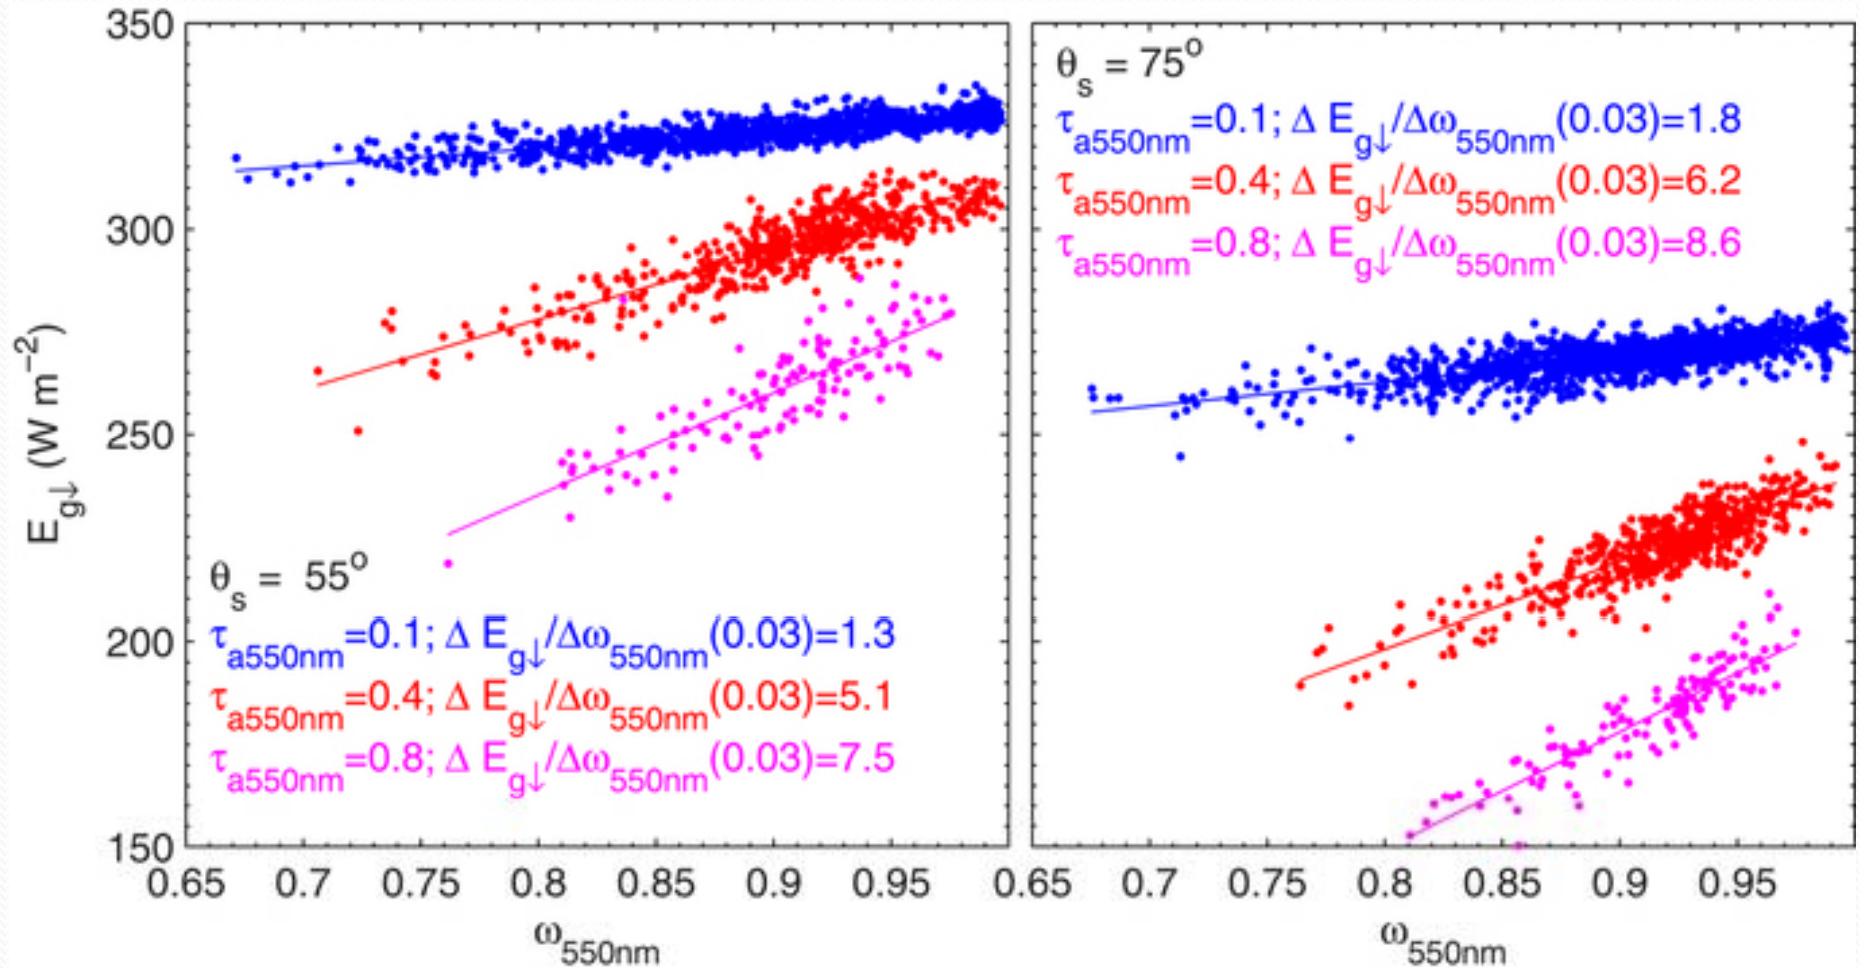 350
300
250
200
150
E_g↓ (W m⁻²)
θ_s = 55°
τ_a550nm=0.1; Δ E_g↓/Δω_550nm(0.03)=1.3
τ_a550nm=0.4; Δ E_g↓/Δω_550nm(0.03)=5.1
τ_a550nm=0.8; Δ E_g↓/Δω_550nm(0.03)=7.5
0.65 0.7 0.75 0.8 0.85 0.9 0.95
ω_550nm
θ_s = 75°
τ_a550nm=0.1; Δ E_g↓/Δω_550nm(0.03)=1.8
τ_a550nm=0.4; Δ E_g↓/Δω_550nm(0.03)=6.2
τ_a550nm=0.8; Δ E_g↓/Δω_550nm(0.03)=8.6
0.65 0.7 0.75 0.8 0.85 0.9 0.95
ω_550nm